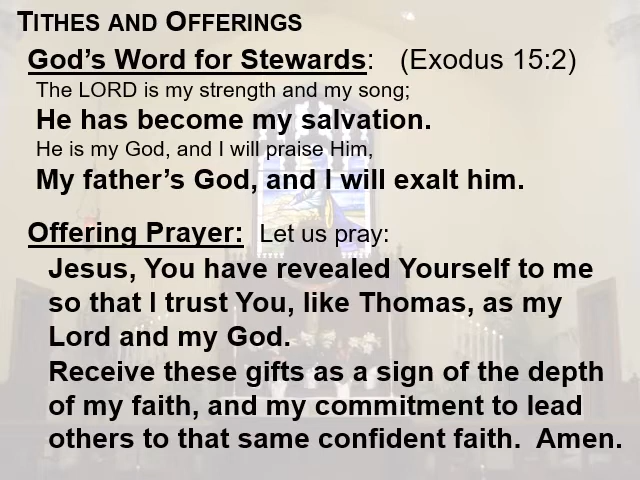 TITHES AND OFFERINGS
God’s Word for Stewards: (Exodus 15:2)
The LORD is my strength and my song;
He has become my salvation.
He is my God, and I will praise Him,
My father’s God, and I will exalt him.
Offering Prayer: Let us pray:
Jesus, You have revealed Yourself to me
so that I trust You, like Thomas, as my
Lord and my God.
Receive these gifts as a sign of the depth
of my faith, and my commitment to lead
others to that same confident faith. Amen.